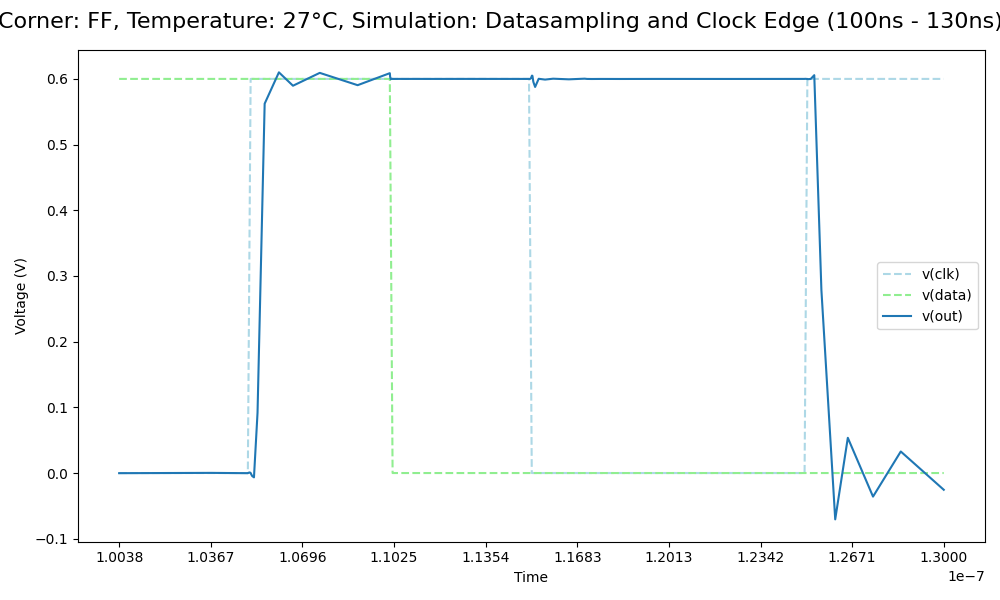 Corner: FF, Temperature: 27°C, Simulation: Datasampling and Clock Edge (100ns - 130ns)
Voltage (V)
0.6
0.5
0.4
0.3
0.2
0.1
0.0
−0.1
v(clk)
v(data)
v(out)
1.0038 1.0367 1.0696 1.1025 1.1354 1.1683 1.2013 1.2342 1.2671 1.3000
1e−7
Time